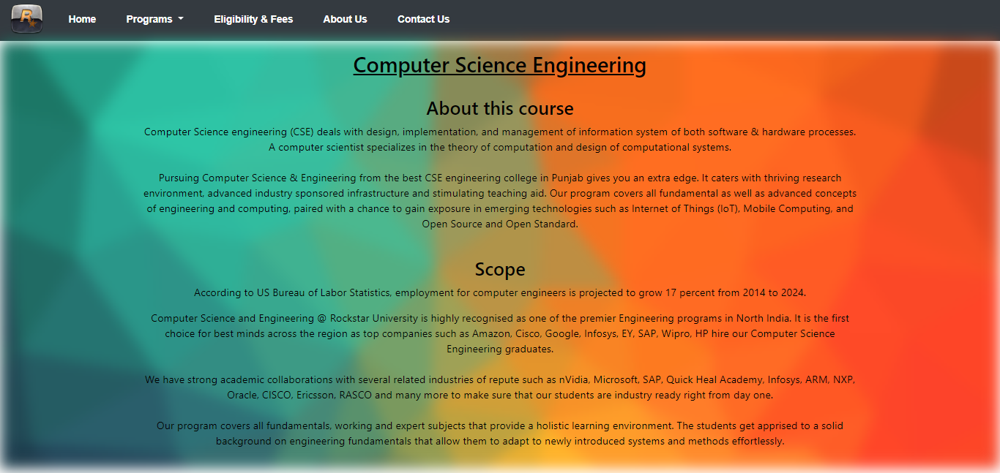 R
Home Programs Eligibility & Fees About Us Contact Us
Computer Science Engineering
About this course
Computer Science engineering (CSE) deals with design, implementation, and management of information system of both software & hardware processes.
A computer scientist specializes in the theory of computation and design of computational systems.
Pursuing Computer Science & Engineering from the best CSE engineering college in Punjab gives you an extra edge. It caters with thriving research
environment, advanced industry sponsored infrastructure and stimulating teaching aid. Our program covers all fundamental as well as advanced concepts
of engineering and computing, paired with a chance to gain exposure in emerging technologies such as Internet of Things (IoT), Mobile Computing, and
Open Source and Open Standard.
Scope
According to US Bureau of Labor Statistics, employment for computer engineers is projected to grow 17 percent from 2014 to 2024.
Computer Science and Engineering @ Rockstar University is highly recognised as one of the premier Engineering programs in North India. It is the first
choice for best minds across the region as top companies such as Amazon, Cisco, Google, Infosys, EY, SAP, Wipro, HP hire our Computer Science
Engineering graduates.
We have strong academic collaborations with several related industries of repute such as nVidia, Microsoft, SAP, Quick Heal Academy, Infosys, ARM, NXP,
Oracle, CISCO, Ericsson, RASCO and many more to make sure that our students are industry ready right from day one.
Our program covers all fundamentals, working and expert subjects that provide a holistic learning environment. The students get apprised to a solid
background on engineering fundamentals that allow them to adapt to newly introduced systems and methods effortlessly.